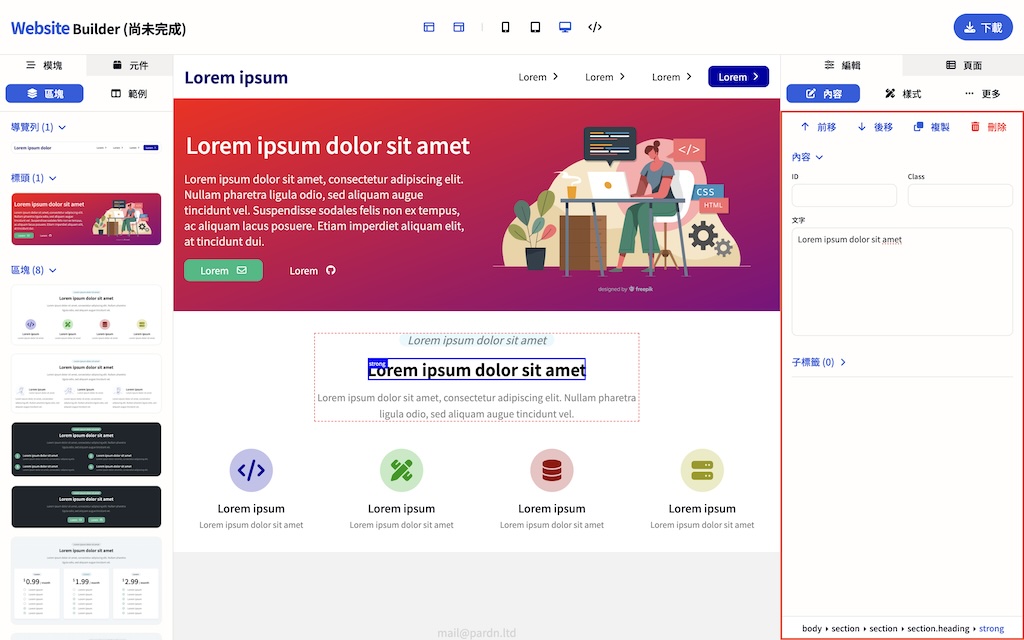 Website Builder (尚未完成)
下載
模塊
元件
區塊
範例
導覽列 (1)
Lorem ipsum
標頭 (1)
Lorem ipsum dolor sit amet
區塊 (8)
Lorem ipsum dolor sit amet
Lorem ipsum dolor sit amet
Lorem ipsum dolor sit amet
Lorem ipsum dolor sit amet
Lorem ipsum dolor sit amet
$0.99
$1.99
$2.99
Lorem ipsum
Lorem
Lorem
Lorem
Lorem
Lorem ipsum dolor sit amet
Lorem ipsum dolor sit amet, consectetur adipiscing elit.
Nullam pharetra ligula odio, sed aliquam augue
tincidunt vel. Suspendisse sodales felis non ex tempus,
ac aliquam lacus posuere. Etiam imperdiet aliquam elit,
at tincidunt dui.
Lorem
Lorem
</>
CSS
HTML
designed by freepik
Lorem ipsum dolor sit amet
strong
Lorem ipsum dolor sit amet
Lorem ipsum dolor sit amet, consectetur adipiscing elit. Nullam pharetra
ligula odio, sed aliquam augue tincidunt vel.
Lorem ipsum
Lorem ipsum dolor sit amet
Lorem ipsum
Lorem ipsum dolor sit amet
Lorem ipsum
Lorem ipsum dolor sit amet
Lorem ipsum
Lorem ipsum dolor sit amet
mail@pardn.ltd
編輯
頁面
內容
樣式
更多
前移
後移
複製
刪除
內容
ID
Class
文字
Lorem ipsum dolor sit amet
子標籤 (0)
body section section section.heading strong